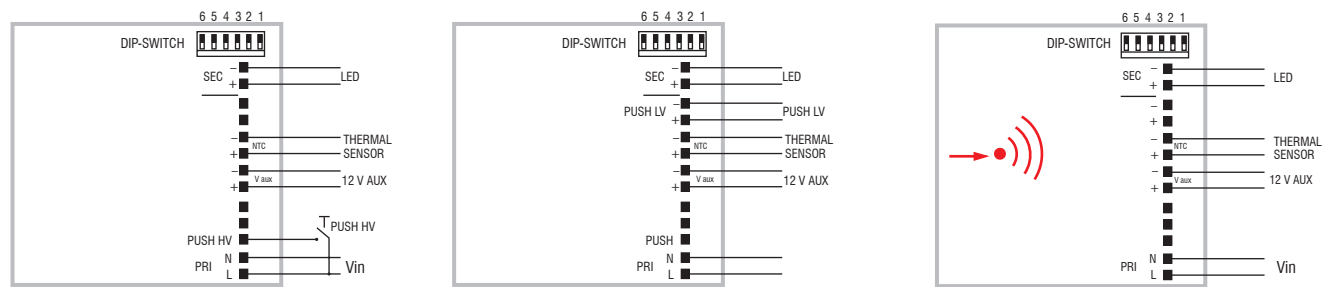 6 5 4 3 2 1
DIP-SWITCH
SEC
−
+
LED
−
+
NTC
THERMAL
SENSOR
−
+
V aux
12 V AUX
PUSH HV
PUSH HV
PRI
N
L
Vin
6 5 4 3 2 1
DIP-SWITCH
SEC
−
+
LED
PUSH LV
−
+
PUSH LV
−
+
NTC
THERMAL
SENSOR
−
+
V aux
12 V AUX
PUSH
PRI
N
L
6 5 4 3 2 1
DIP-SWITCH
SEC
−
+
LED
−
+
−
+
NTC
THERMAL
SENSOR
−
+
V aux
12 V AUX
PRI
N
L
Vin